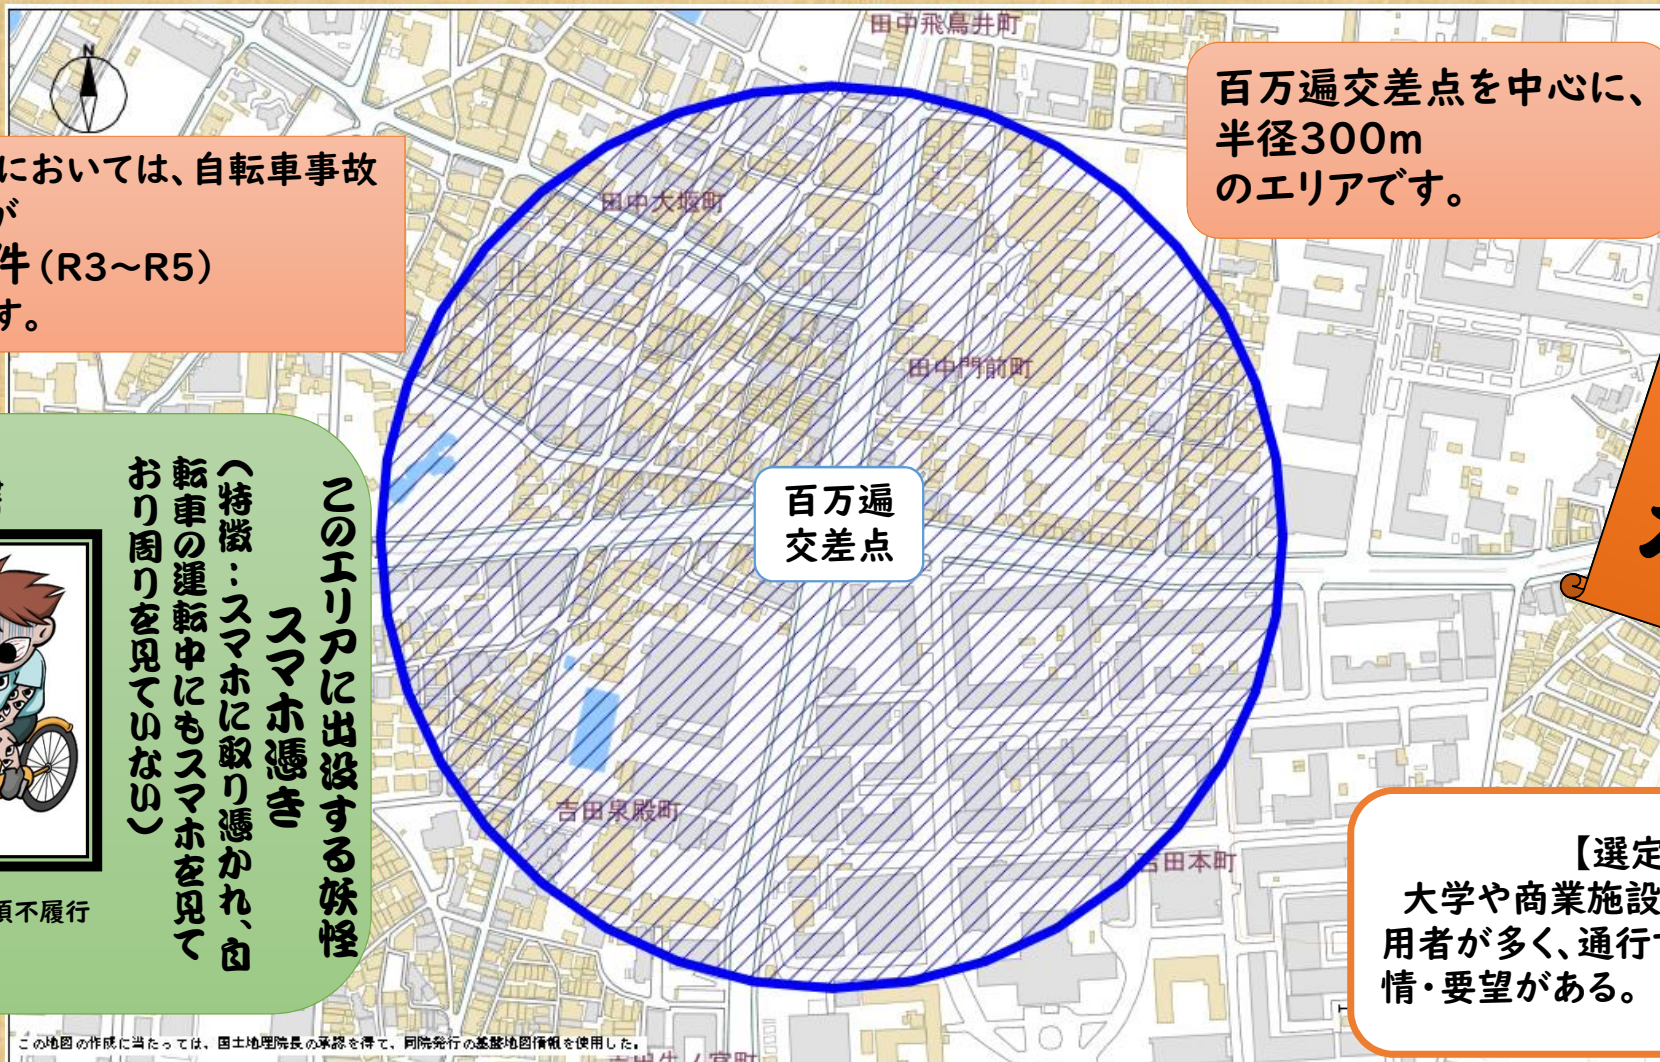 田中飛鳥井町
N
百万遍交差点を中心に、
半径300m
のエリアです。
においては、自転車事故
が
件(R3～R5)
す。
田中大堰町
田中門前町
百万遍
交差点
このエリアに出没する妖怪
スマホ憑き
(特徴:スマホに取り憑かれ、自
転車の運転中にもスマホを見て
おり周りを見ていない)
項不履行
吉田泉殿町
吉田本町
【選定
大学や商業施設
用者が多く、通行
情・要望がある。
この地図の作成に当たっては、国土地理院長の承認を得て、同院発行の基盤地図情報を使用した。